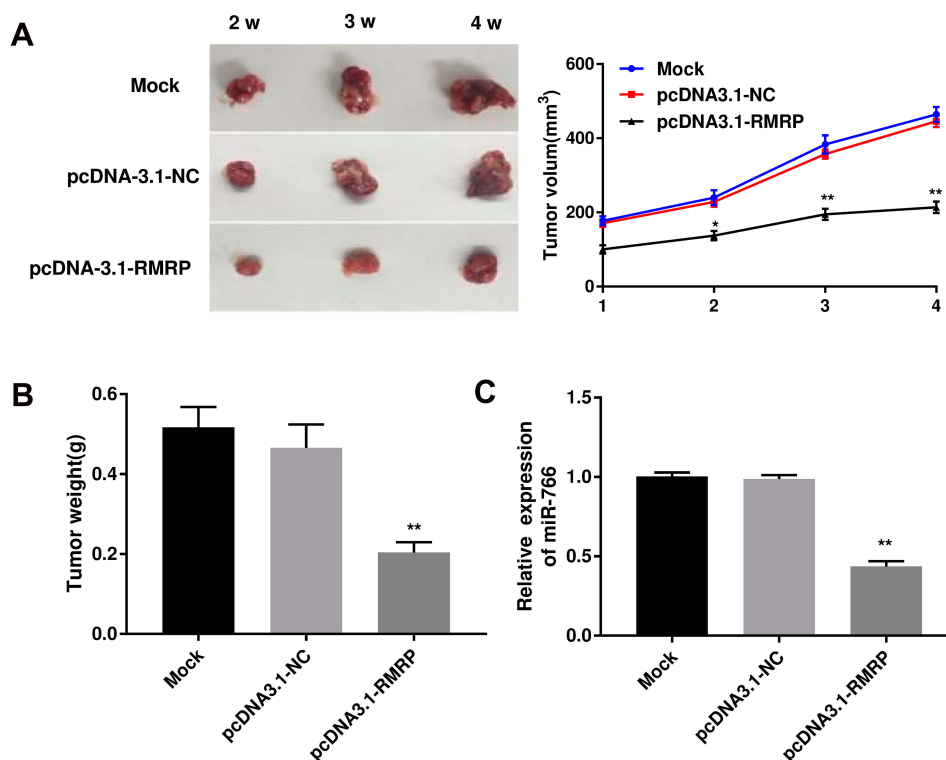 A
2 w 3 w 4 w
Mock
pcDNA-3.1-NC
pcDNA-3.1-RMRP
Tumor volum(mm³)
600
400
200
0
Mock
pcDNA3.1-NC
pcDNA3.1-RMRP
* ** **
1 2 3 4
B
Tumor weight(g)
0.6
0.4
0.2
0.0
**
Mock
pcDNA3.1-NC
pcDNA3.1-RMRP
C
Relative expression
of miR-766
1.5
1.0
0.5
0.0
**
Mock
pcDNA3.1-NC
pcDNA3.1-RMRP